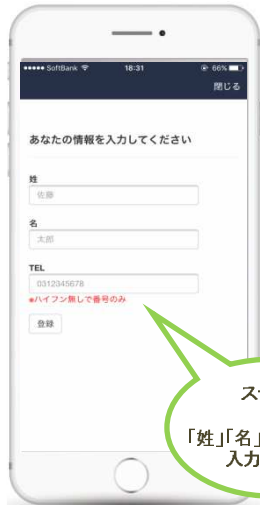 SoftBank 18:31 66%
閉じる
あなたの情報を入力してください
姓
佐藤
名
太郎
TEL
0312345678
*ハイフン無しで番号のみ
登録
「姓」「名」
入力